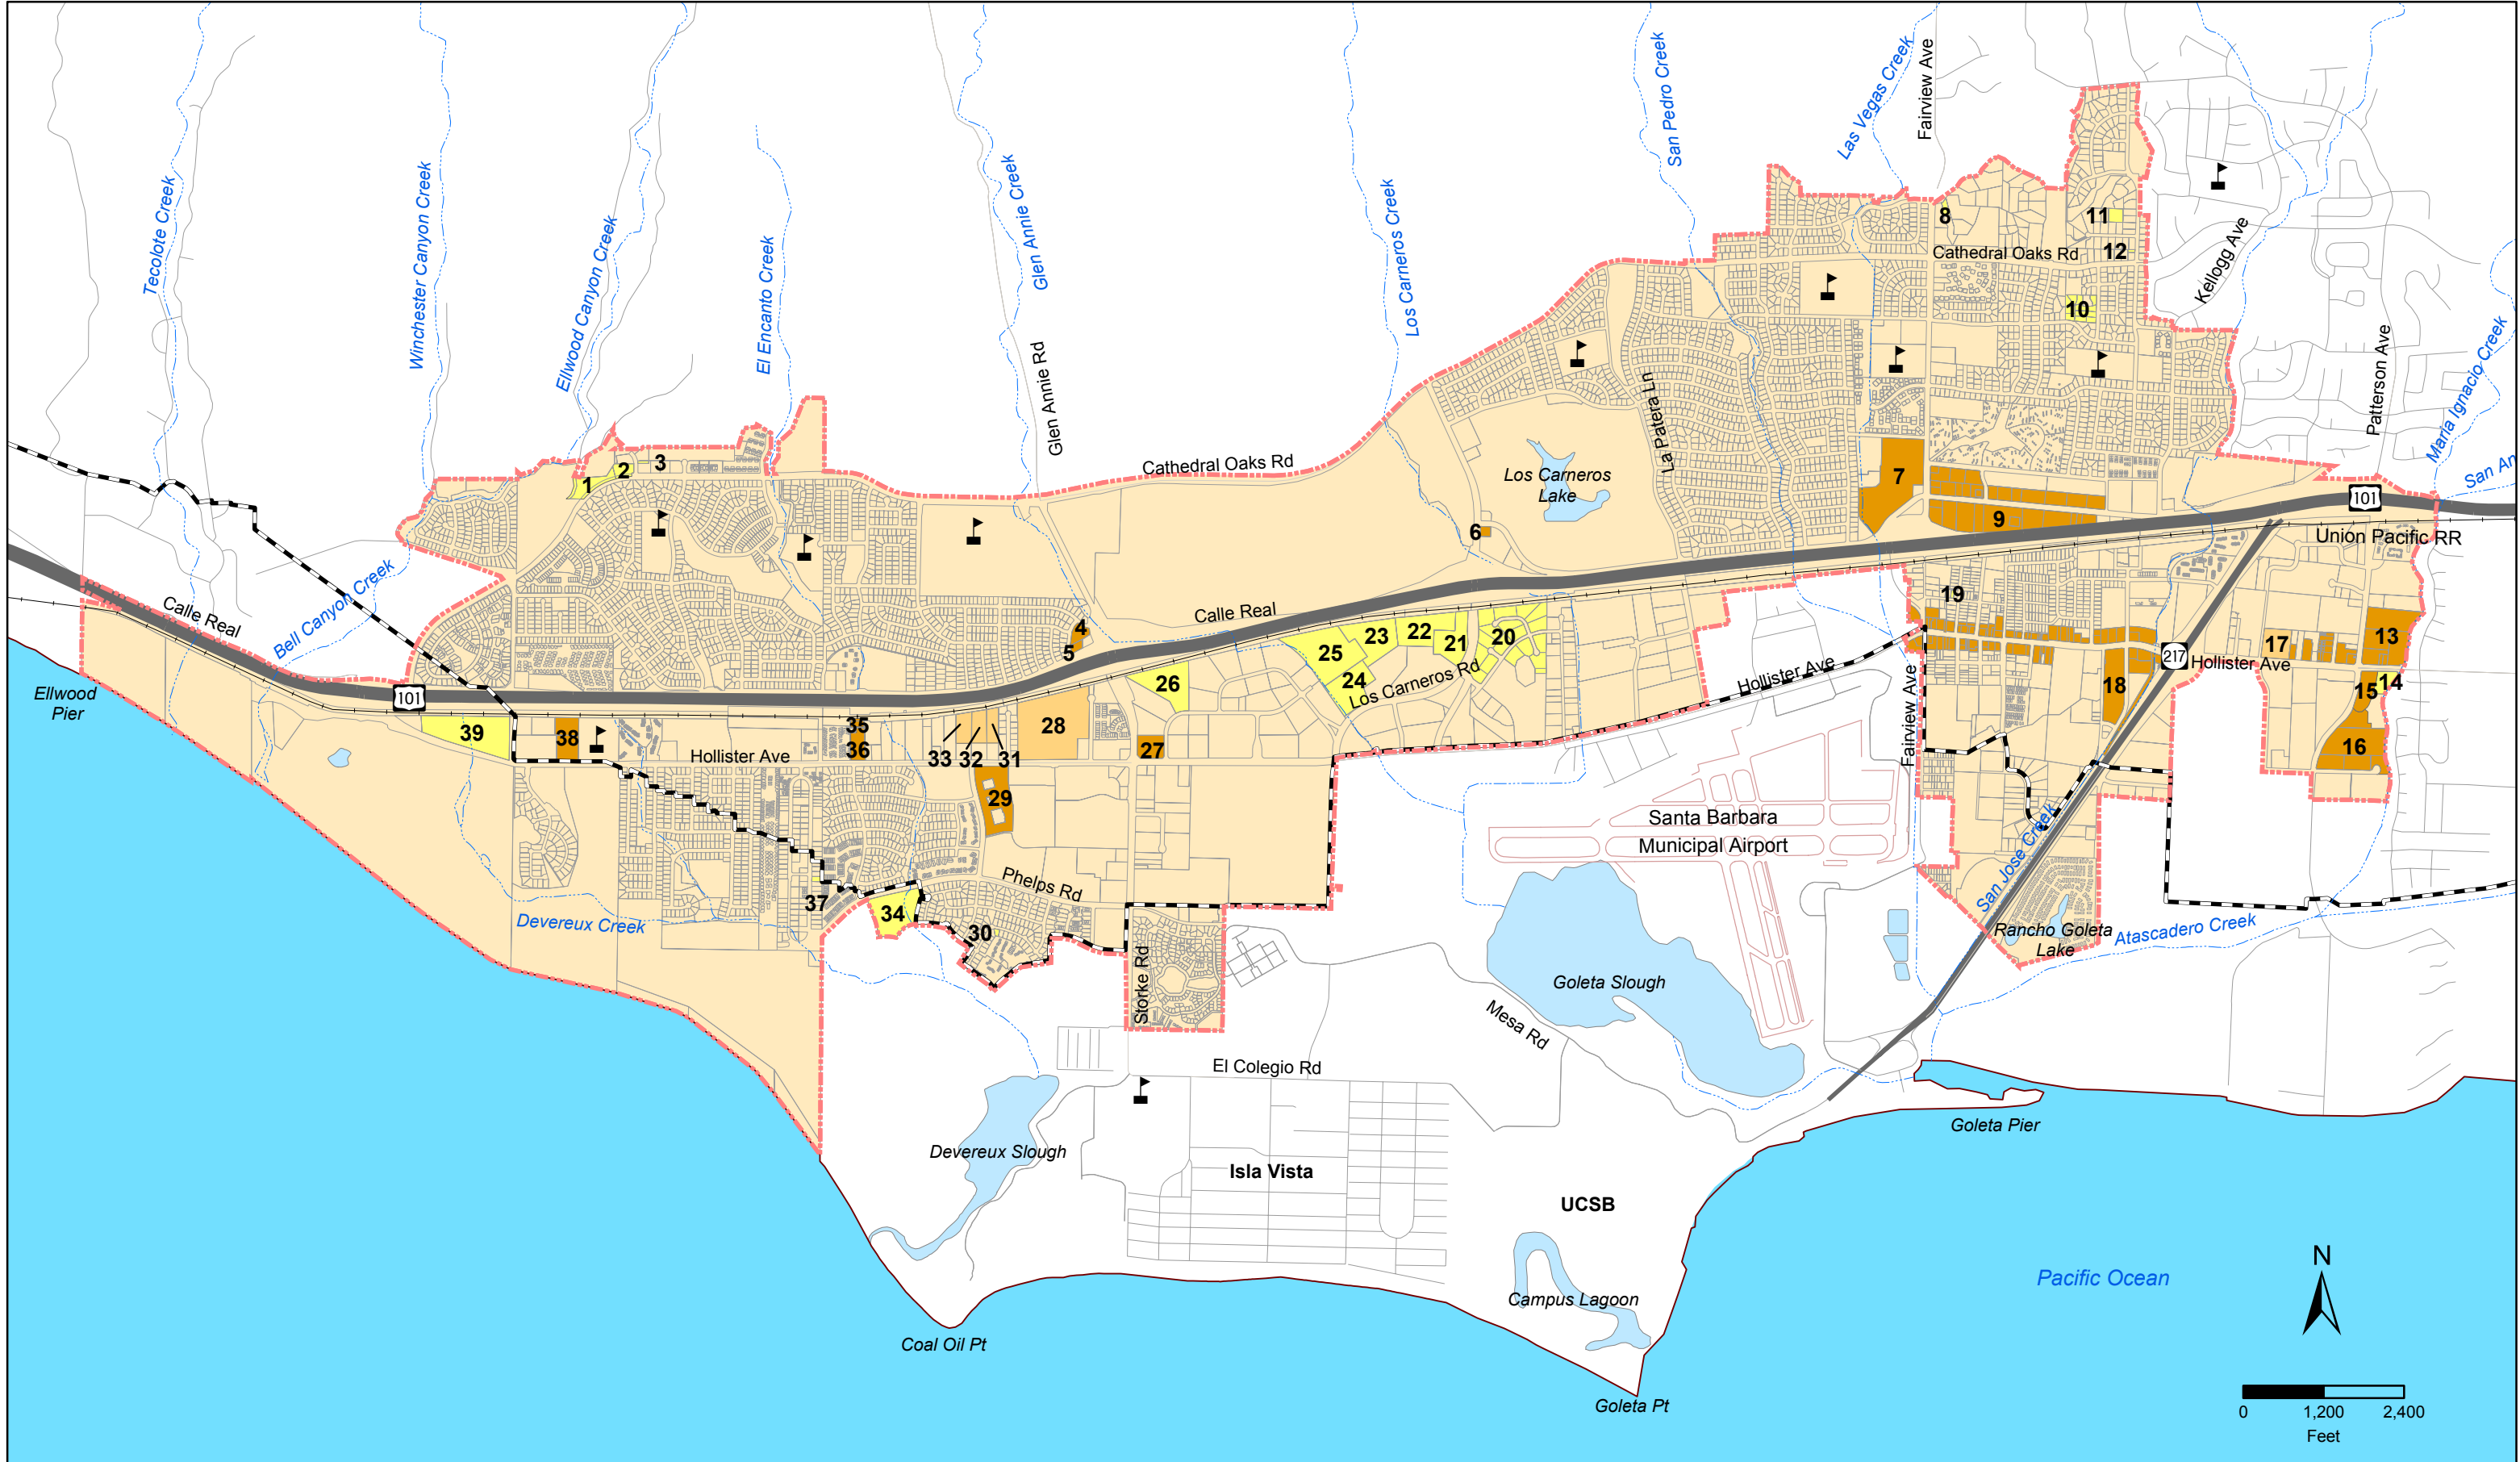 Tecolote Creek
Winchester Canyon Creek
Ellwood Canyon Creek
El Encanto Creek
Glen Annie Creek
Glen Annie Creek
Los Carneros Creek
San Pedro Creek
Las Vegas Creek
Fairview Ave
8
11
Cathedral Oaks Rd
12
Kellogg Ave
10
Patterson Ave
Maria Ignacio Creek
San An
Glen Annie Rd
La Patera Ln
Cathedral Oaks Rd
1
2
3
Los Carneros
Lake
7
6
9
101
Union Pacific RR
Calle Real
Bell Canyon Creek
4
5
Calle Real
19
Ellwood
Pier
101
25
23
22
21
20
24
Los Carneros Rd
26
Hollister Ave
Fairview Ave
217
Hollister Ave
17
13
18
15
14
16
39
38
35
36
Hollister Ave
33
32
31
28
27
29
Santa Barbara
Municipal Airport
Phelps Rd
37
34
30
Devereux Creek
Storke Rd
San Jose Creek
Rancho Goleta
Lake
Atascadero Creek
Goleta Slough
Mesa Rd
El Colegio Rd
Devereux Slough
Isla Vista
UCSB
Goleta Pier
Campus Lagoon
Pacific Ocean
Coal Oil Pt
Goleta Pt
N
0
1,200
2,400
Feet